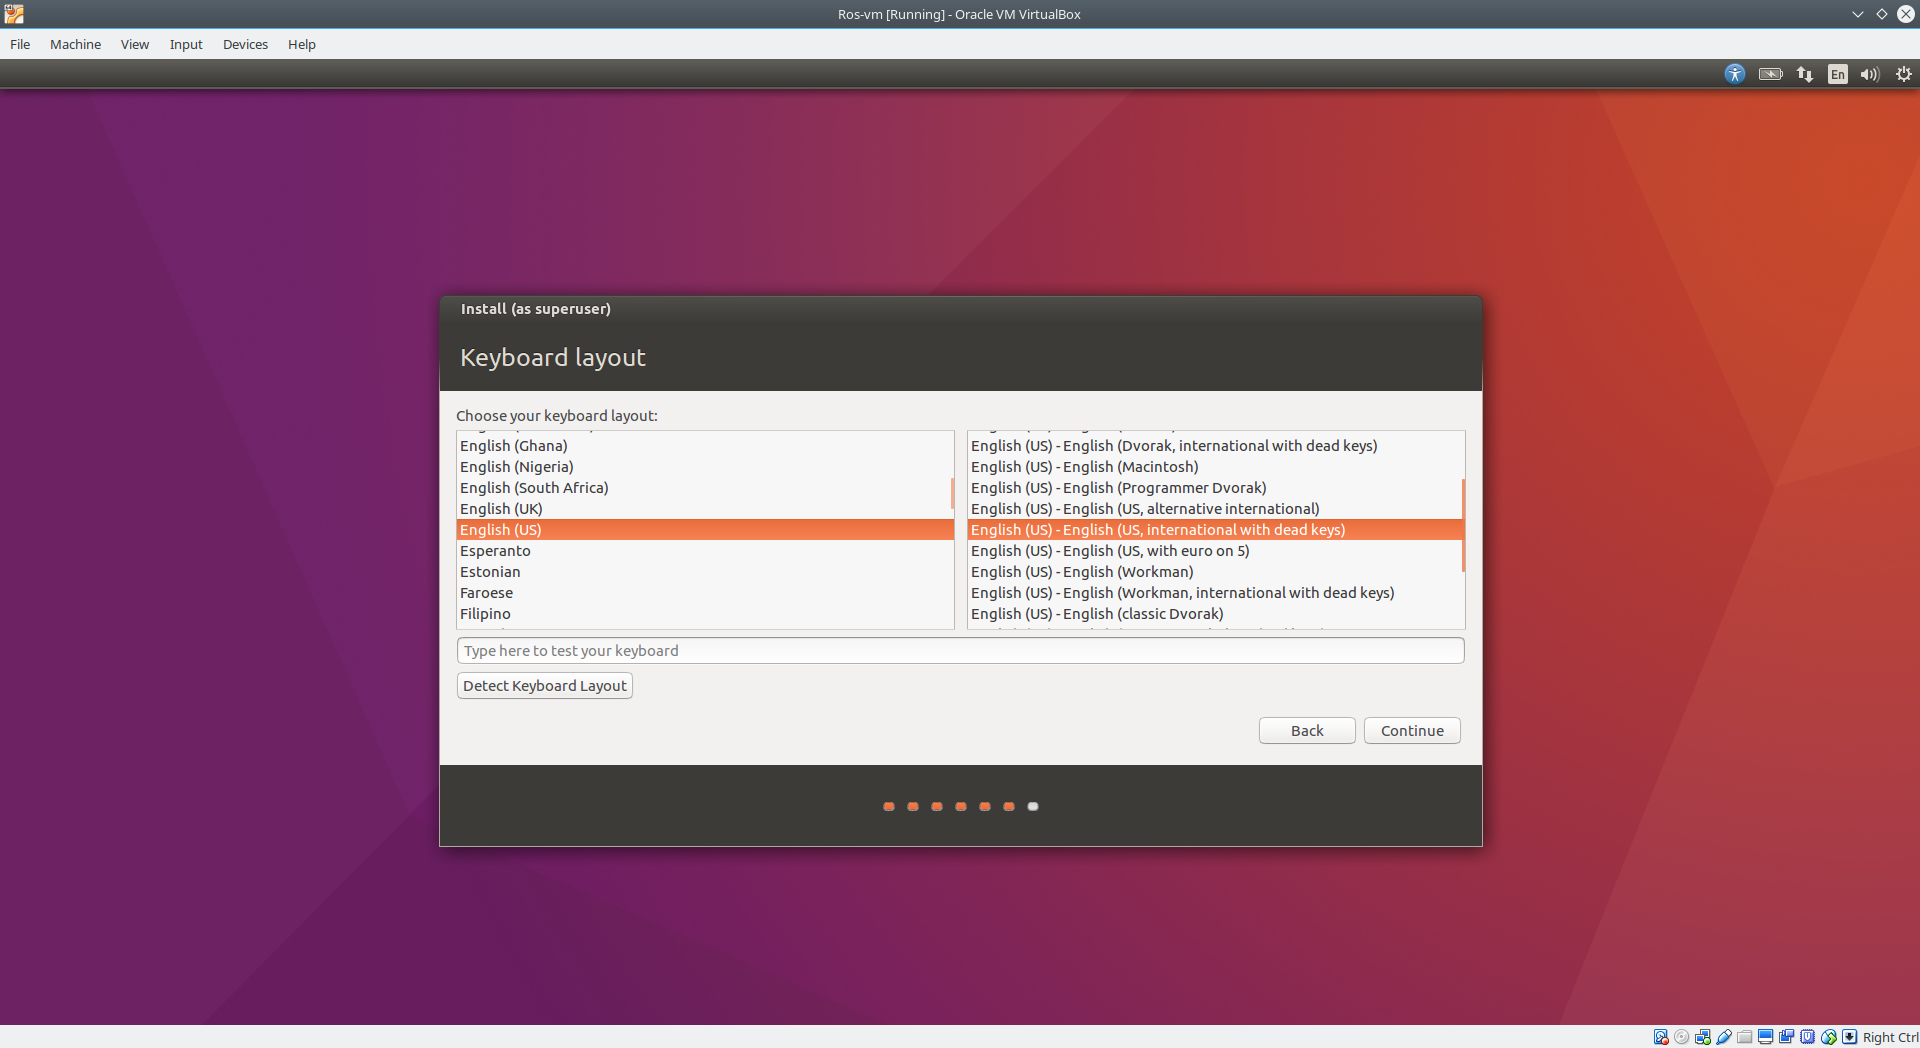 Ros-vm [Running] - Oracle VM VirtualBox
File Machine View Input Devices Help
En
Install (as superuser)
Keyboard layout
Choose your keyboard layout:
English (Ghana)
English (Nigeria)
English (South Africa)
English (UK)
English (US)
Esperanto
Estonian
Faroese
Filipino
English (US) - English (Dvorak, international with dead keys)
English (US) - English (Macintosh)
English (US) - English (Programmer Dvorak)
English (US) - English (US, alternative international)
English (US) - English (US, international with dead keys)
English (US) - English (US, with euro on 5)
English (US) - English (Workman)
English (US) - English (Workman, international with dead keys)
English (US) - English (classic Dvorak)
Type here to test your keyboard
Detect Keyboard Layout
Back Continue
Right Ctrl